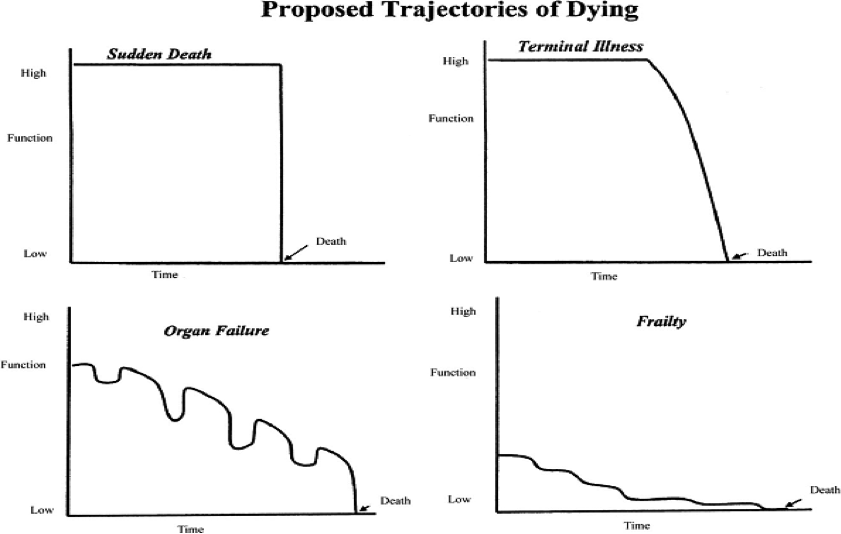 Proposed Trajectories of Dying
Sudden Death
High
Function
Low
Death
Time
Terminal Illness
High
Function
Low
Death
Time
Organ Failure
High
Function
Low
Death
Time
Frailty
High
Function
Low
Death
Time